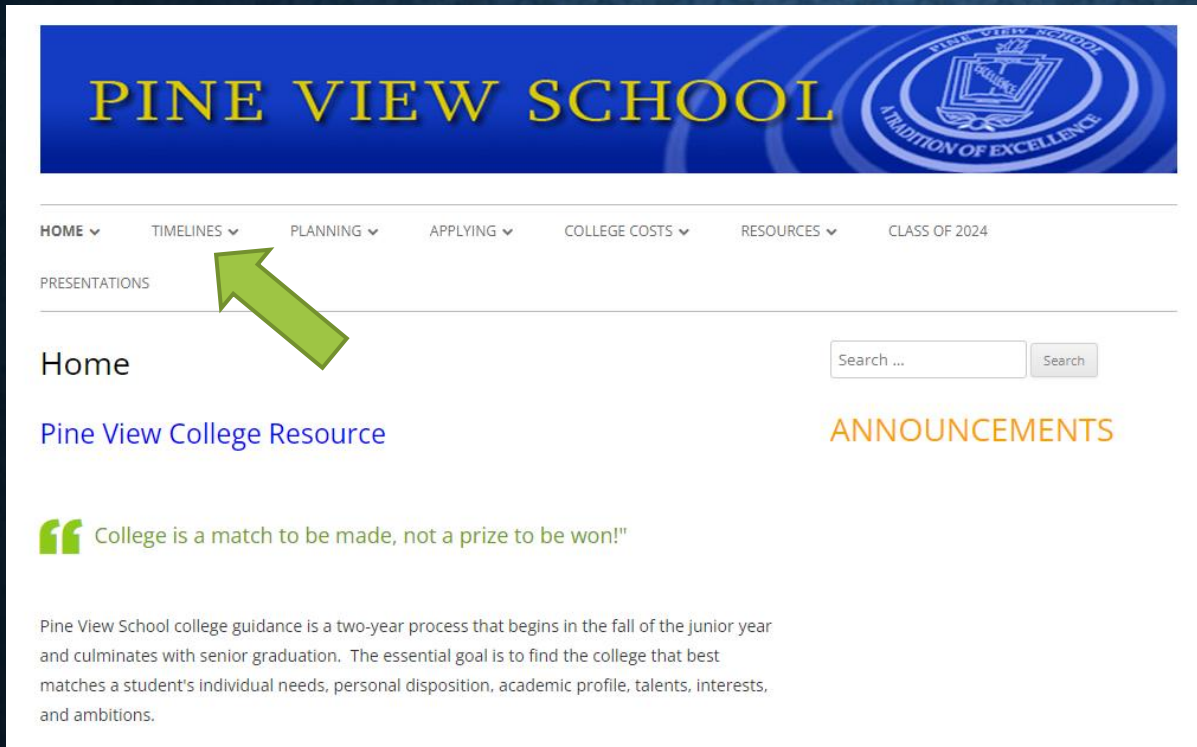 PINE VIEW SCHOOL
PINE VIEW SCHOOL
EXCELLENCE
A TRADITION OF EXCELLENCE
HOME TIMELINES PLANNING APPLYING COLLEGE COSTS RESOURCES CLASS OF 2024
PRESENTATIONS
Home
Search ... Search
Pine View College Resource
ANNOUNCEMENTS
College is a match to be made, not a prize to be won!"
Pine View School college guidance is a two-year process that begins in the fall of the junior year
and culminates with senior graduation.  The essential goal is to find the college that best
matches a student's individual needs, personal disposition, academic profile, talents, interests,
and ambitions.